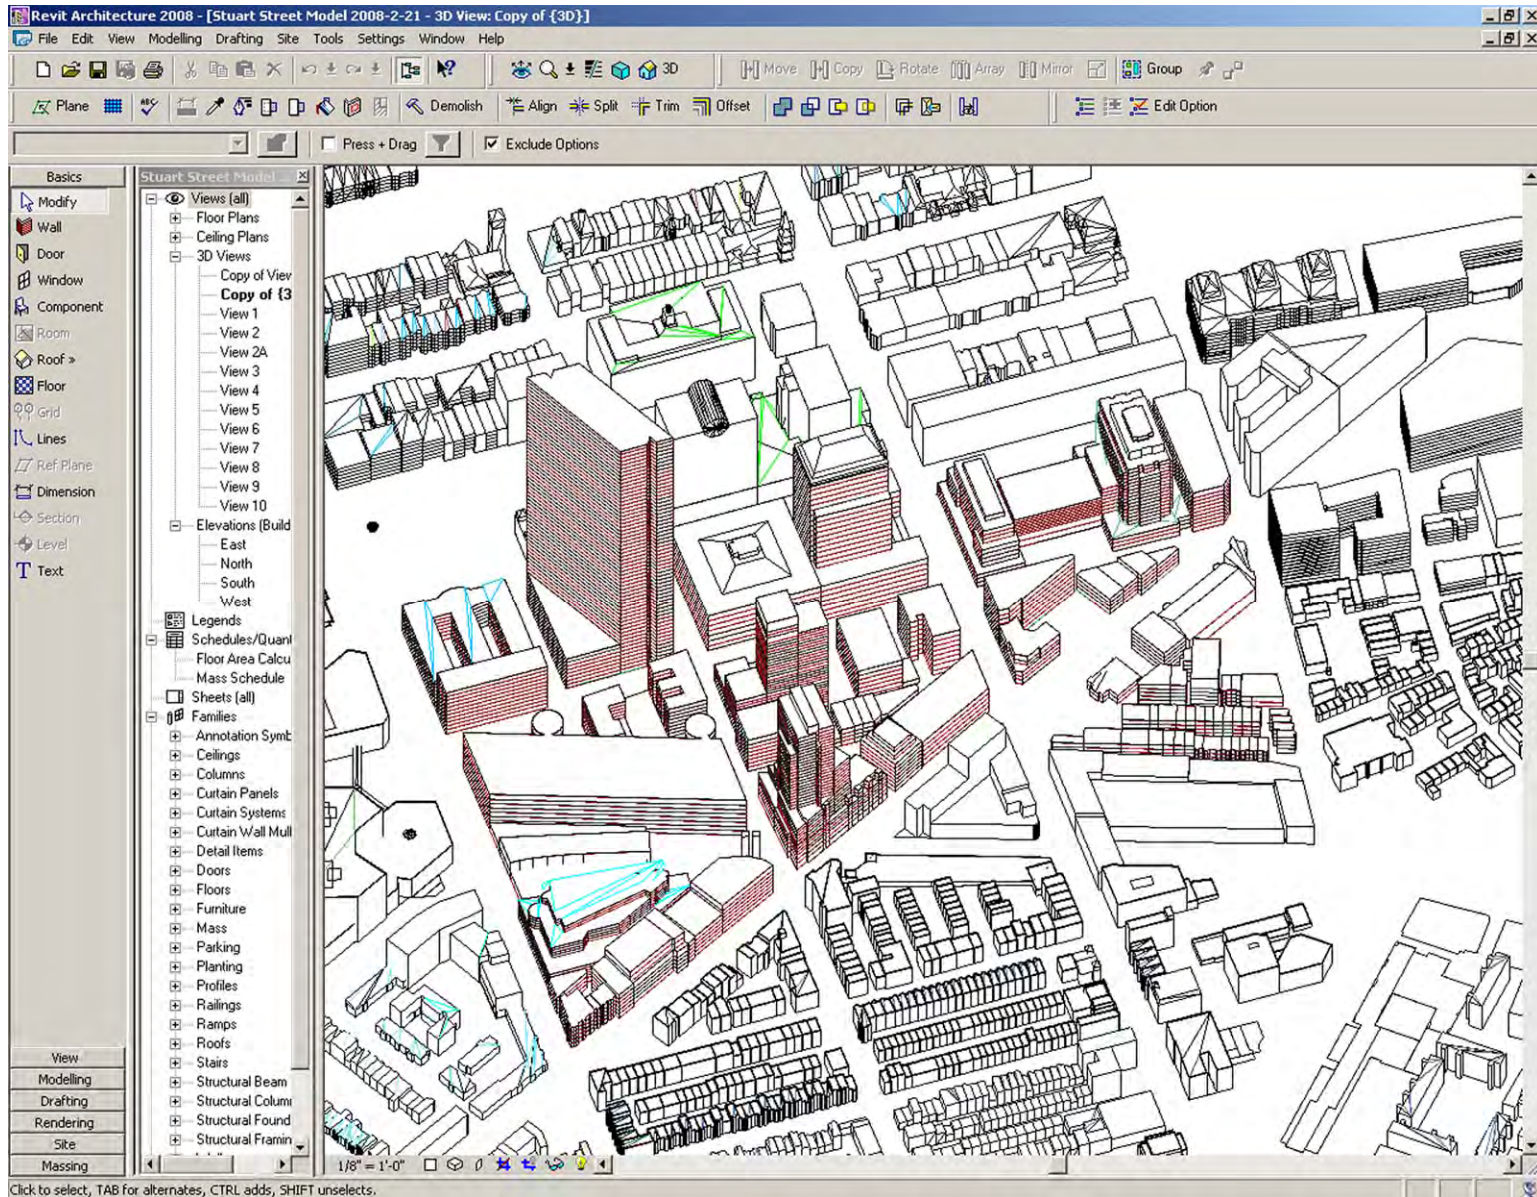 Revit Architecture 2008 - [Stuart Street Model 2008-2-21 - 3D View: Copy of {3D}]
File Edit View Modelling Drafting Site Tools Settings Window Help
3D Move Copy Rotate Array Mirror Group
Plane Demolish Align Split Trim Offset Edit Option
Press + Drag Exclude Options
Basics
Modify
Wall
Door
Window
Component
Room
Roof »
Floor
Grid
Lines
Ref Plane
Dimension
Section
Level
Text
View
Modelling
Drafting
Rendering
Site
Massing
Stuart Street Model ...
Views (all)
Floor Plans
Ceiling Plans
3D Views
Copy of View
Copy of {3
View 1
View 2
View 2A
View 3
View 4
View 5
View 6
View 7
View 8
View 9
View 10
Elevations (Build
East
North
South
West
Legends
Schedules/Quant
Floor Area Calcu
Mass Schedule
Sheets (all)
Families
Annotation Symb
Ceilings
Columns
Curtain Panels
Curtain Systems
Curtain Wall Mull
Detail Items
Doors
Floors
Furniture
Mass
Parking
Planting
Profiles
Railings
Ramps
Roofs
Stairs
Structural Beam
Structural Colum
Structural Found
Structural Framin
1/8" = 1'-0"
Click to select, TAB for alternates, CTRL adds, SHIFT unselects.